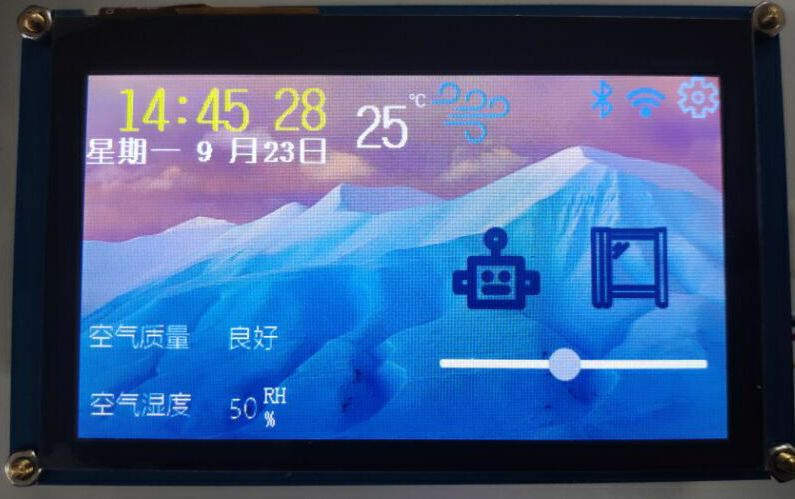 14:45 28
25 ℃
星期一 9 月23日
空气质量 良好
空气湿度 50 RH
%